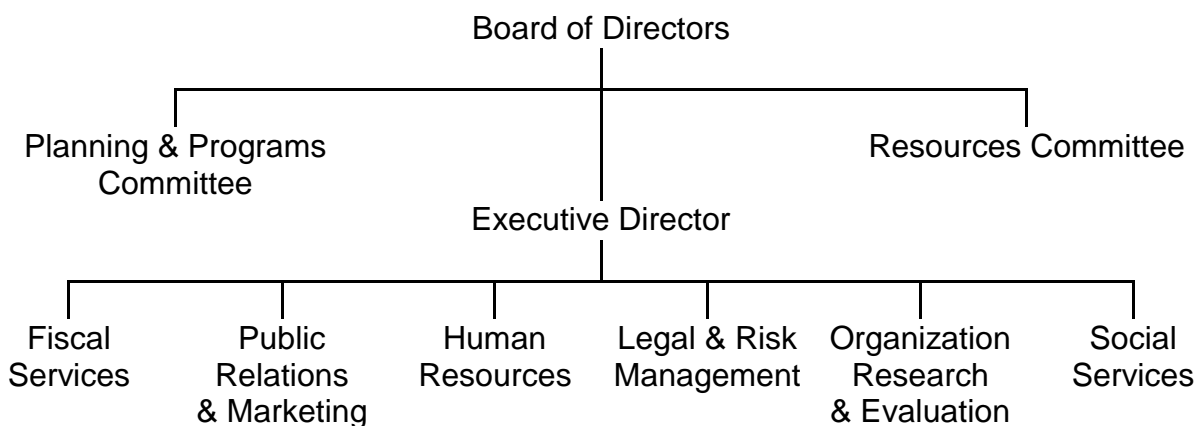 Board of Directors
Planning & Programs
Committee
Resources Committee
Executive Director
Fiscal
Services
Public
Relations
& Marketing
Human
Resources
Legal & Risk
Management
Organization
Research
& Evaluation
Social
Services